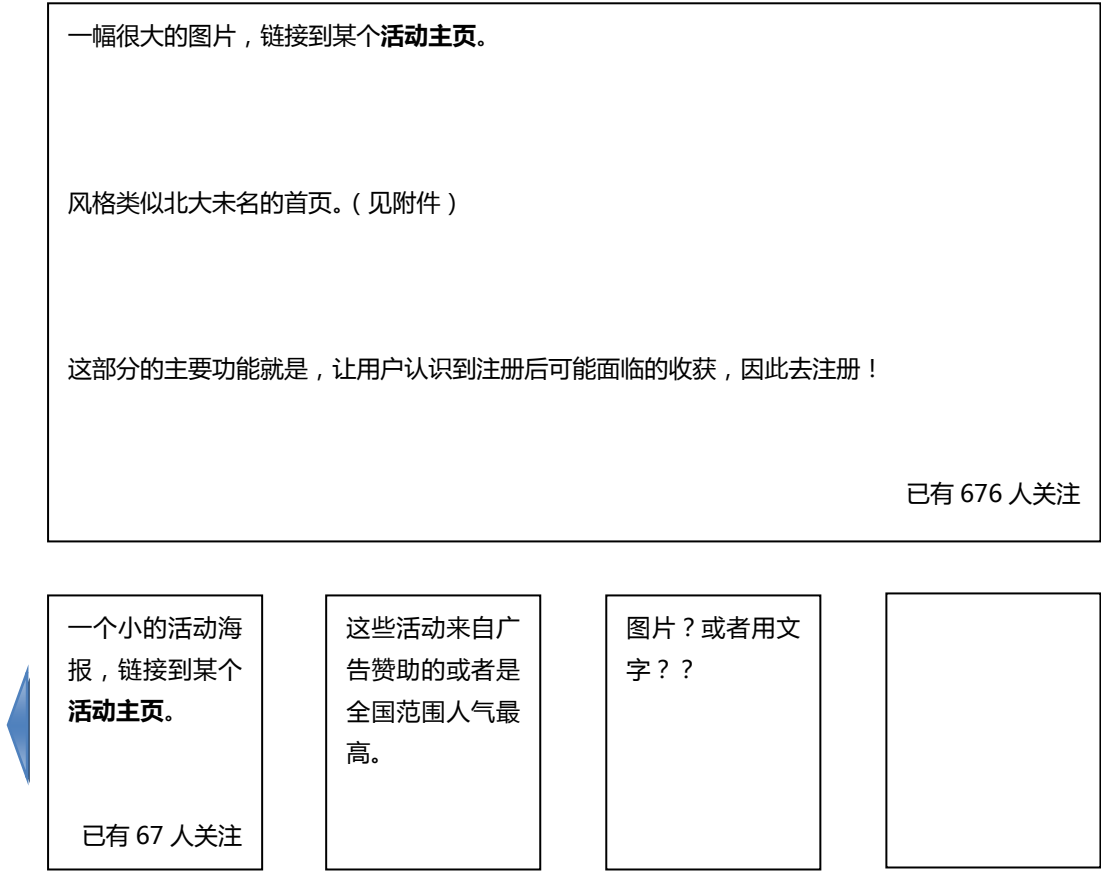 一幅很大的图片，链接到某个活动主页。
风格类似北大未名的首页。（见附件）
这部分的主要功能就是，让用户认识到注册后可能面临的收获，因此去注册！
已有 676 人关注
一个小的活动海
报，链接到某个
活动主页。
已有 67 人关注
这些活动来自广
告赞助的或者是
全国范围人气最
高。
图片？或者用文
字？？